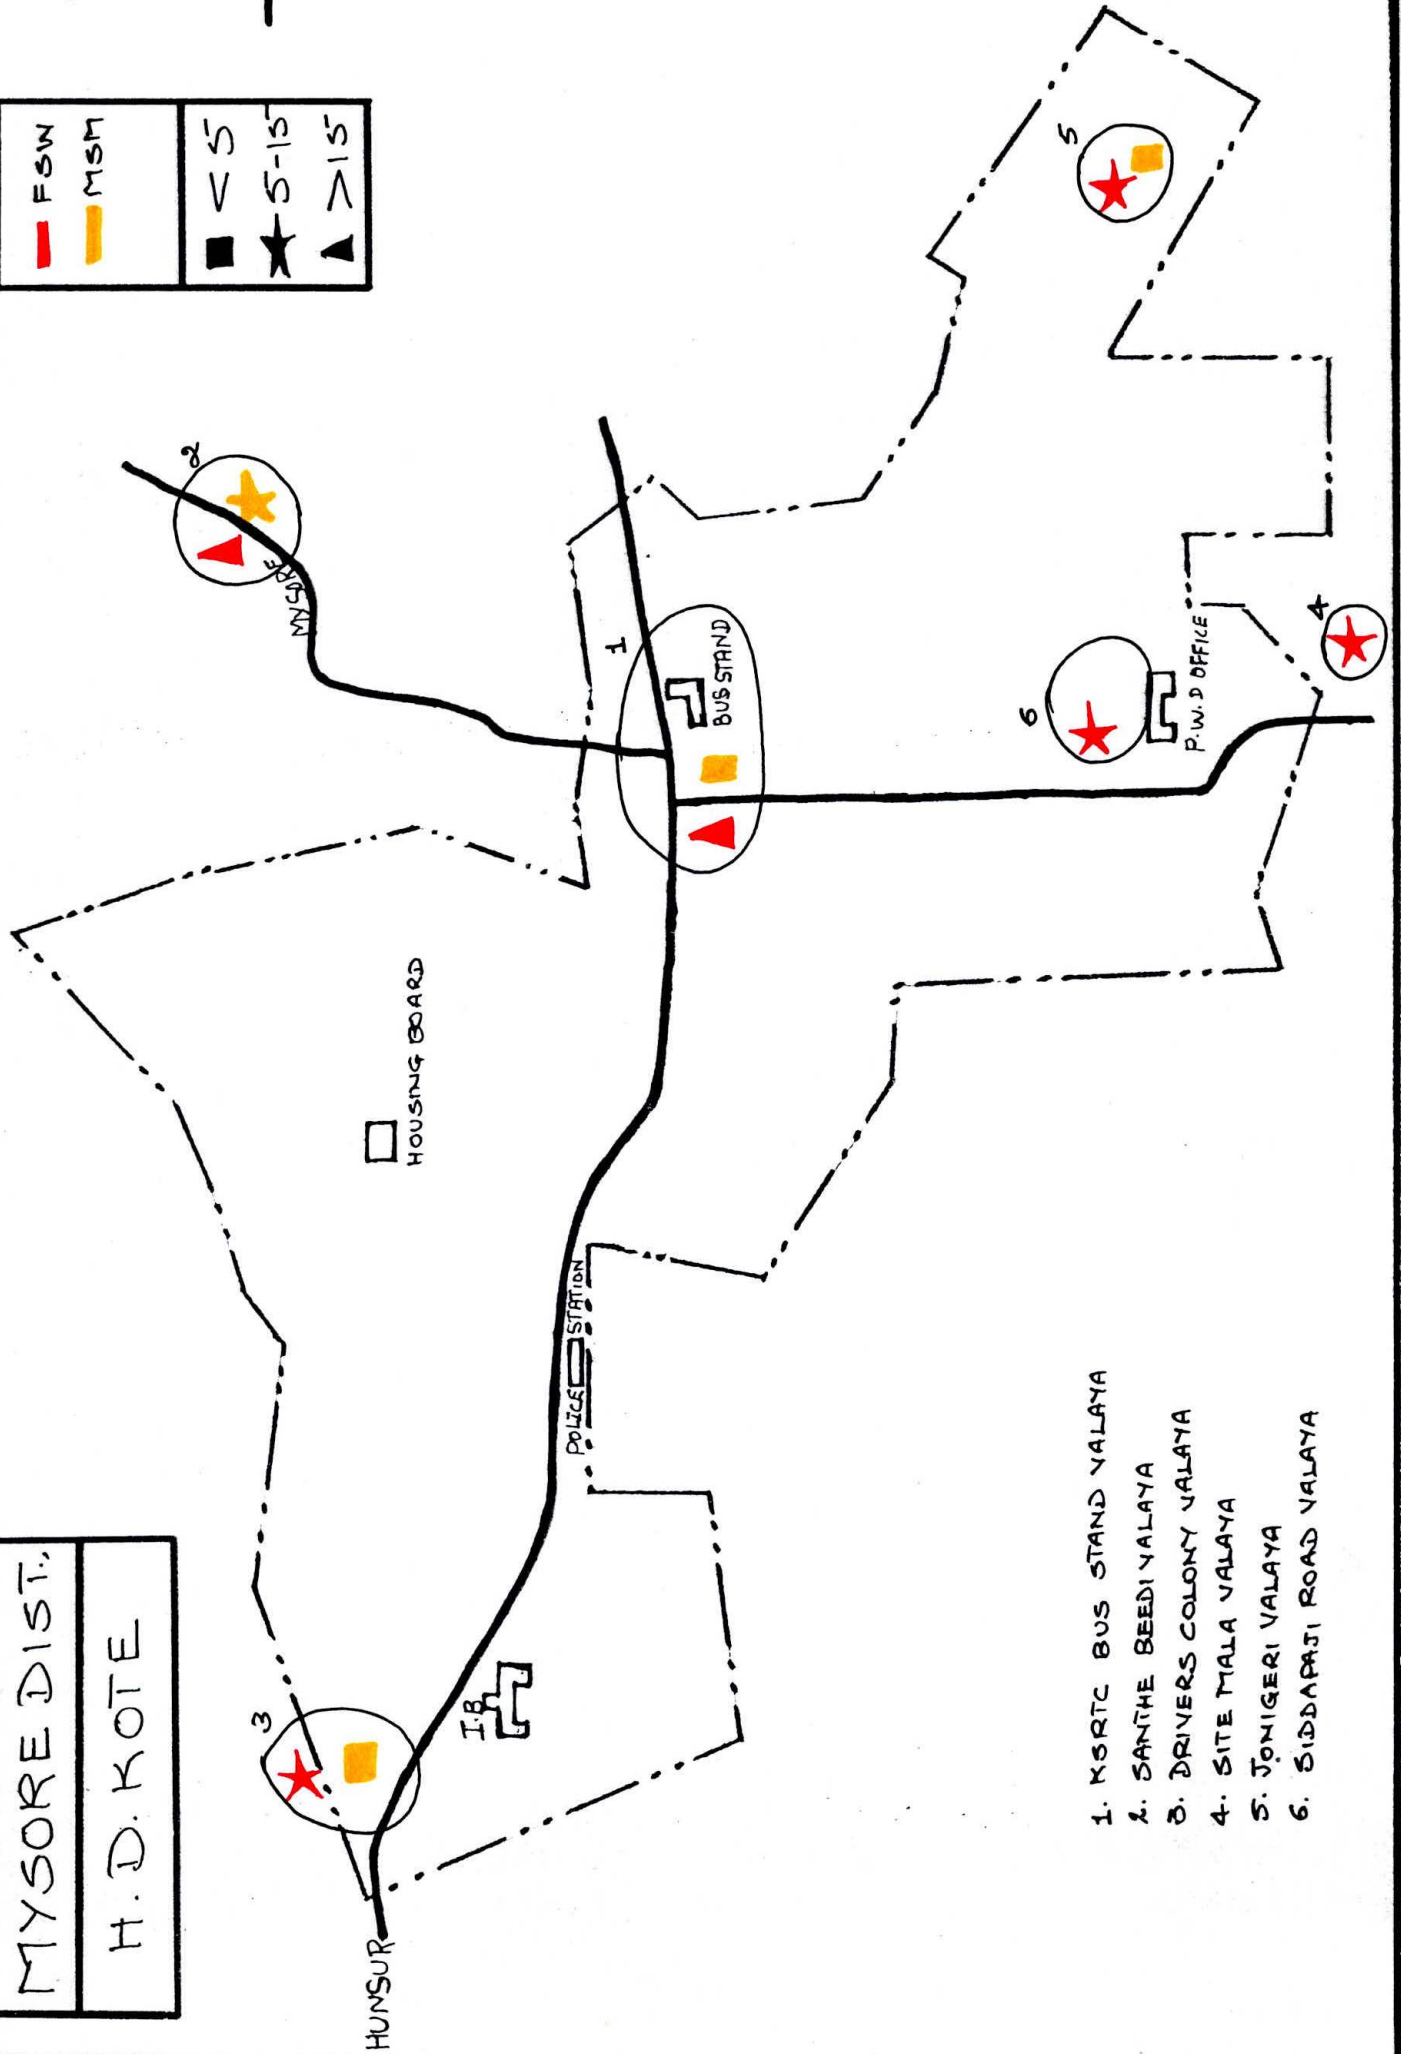 MYSORE DIST.,
H. D. KOTE
FSW
MSM
< 5
5-15
>15
2
MYSORE
1
BUS STAND
HOUSING BOARD
POLICE STATION
3
I.B
HUNSUR
5
6
P.W.D OFFICE
4
1. KSRTC BUS STAND VALAYA
2. SANTHE BEEDI VALAYA
3. DRIVERS COLONY VALAYA
4. SITE MALA VALAYA
5. JONIGERI VALAYA
6. SIDDAPAJI ROAD VALAYA